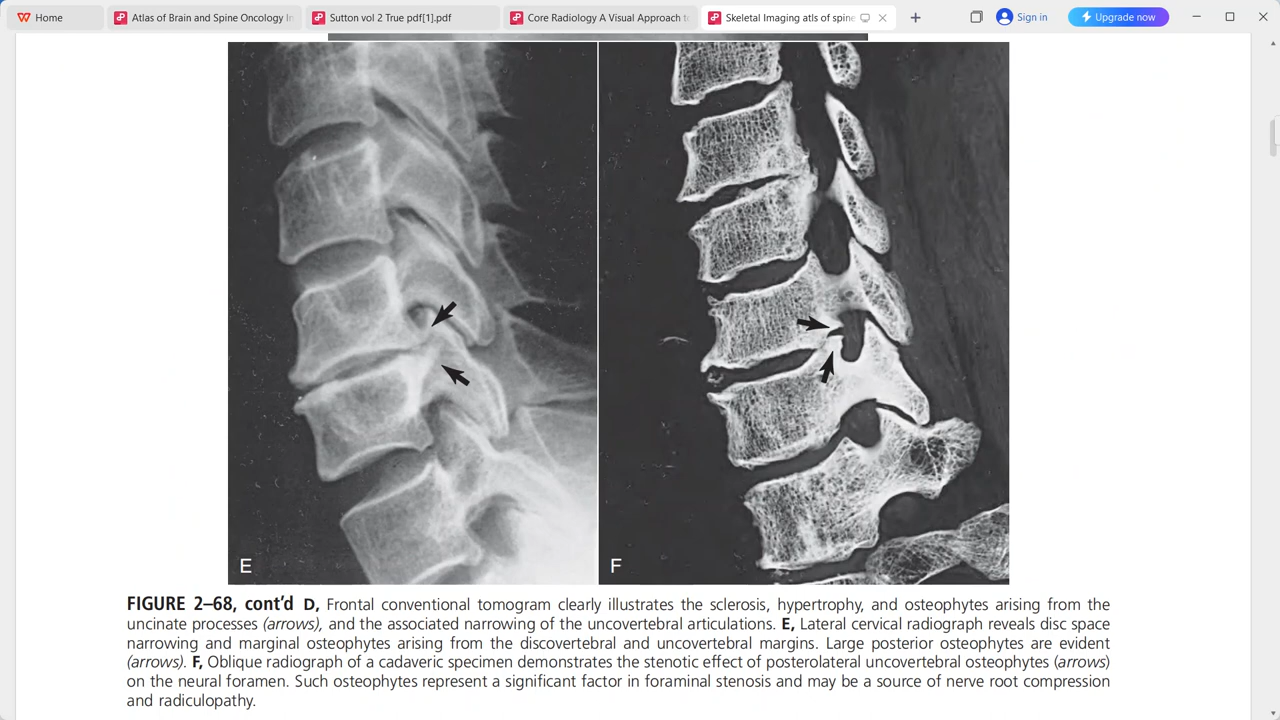 Home
Atlas of Brain and Spine Oncology I
Sutton vol 2 True pdf[1].pdf
Core Radiology A Visual Approach to
Skeletal Imaging atls of spine
Sign in
Upgrade now
E
F
FIGURE 2–68, cont'd D, Frontal conventional tomogram clearly illustrates the sclerosis, hypertrophy, and osteophytes arising from the
uncinate processes (arrows), and the associated narrowing of the uncovertebral articulations. E, Lateral cervical radiograph reveals disc space
narrowing and marginal osteophytes arising from the discovertebral and uncovertebral margins. Large posterior osteophytes are evident
(arrows). F, Oblique radiograph of a cadaveric specimen demonstrates the stenotic effect of posterolateral uncovertebral osteophytes (arrows)
on the neural foramen. Such osteophytes represent a significant factor in foraminal stenosis and may be a source of nerve root compression
and radiculopathy.